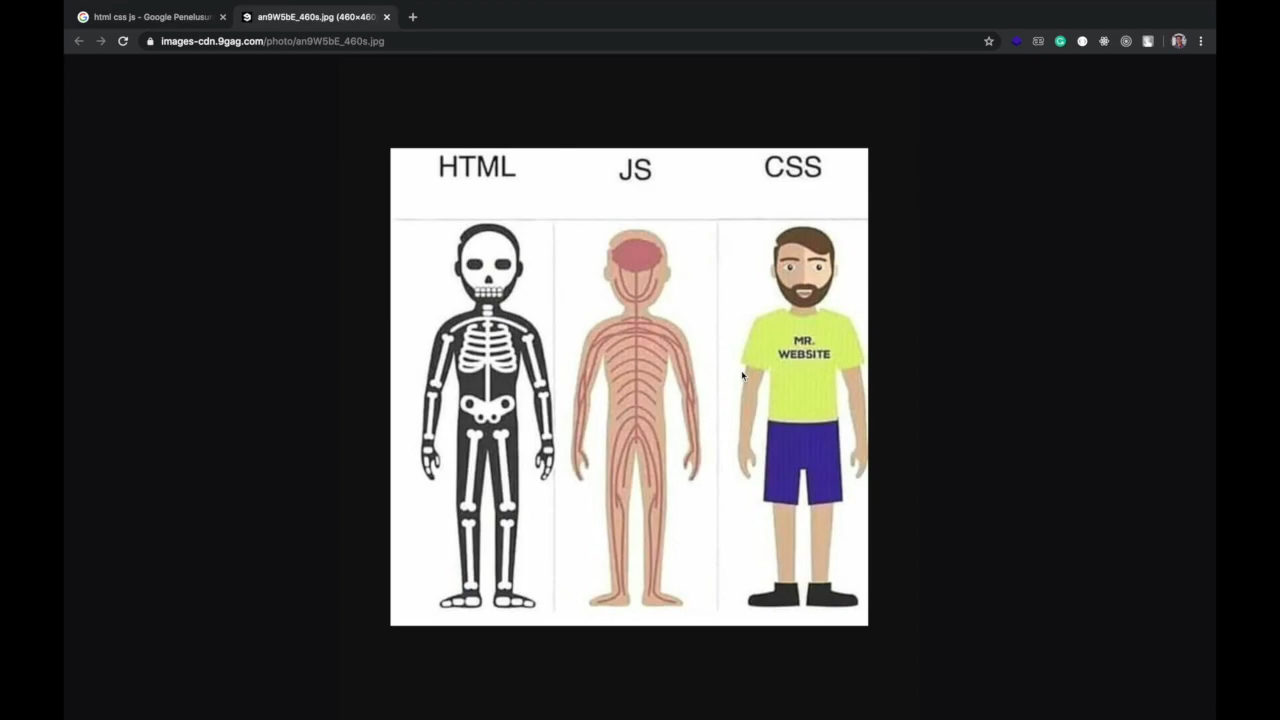 html css js - Google Penelusur
an9W5bE_460s.jpg (460×460
images-cdn.9gag.com/photo/an9W5bE_460s.jpg
HTML
JS
CSS
MR.
WEBSITE